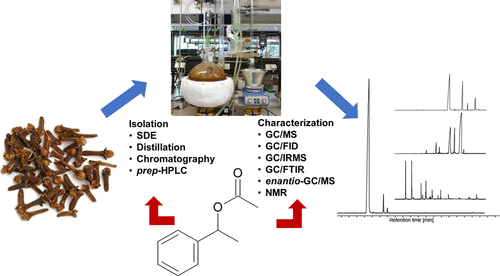 Isolation
• SDE
• Distillation
• Chromatography
• prep-HPLC
Characterization
• GC/MS
• GC/FID
• GC/IRMS
• GC/FTIR
• enantio-GC/MS
• NMR
O
O
Retention time [min]